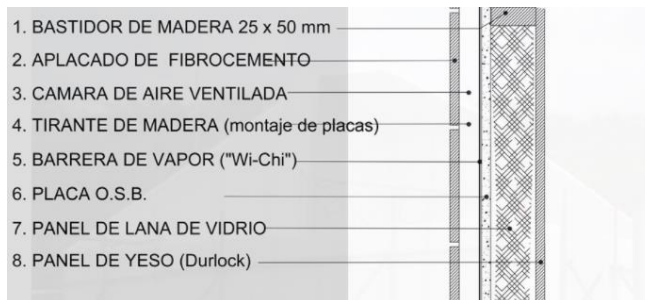 1. BASTIDOR DE MADERA 25 x 50 mm
2. APLACADO DE FIBROCEMENTO
3. CAMARA DE AIRE VENTILADA
4. TIRANTE DE MADERA (montaje de placas)
5. BARRERA DE VAPOR ("Wi-Chi")
6. PLACA O.S.B.
7. PANEL DE LANA DE VIDRIO
8. PANEL DE YESO (Durlock)